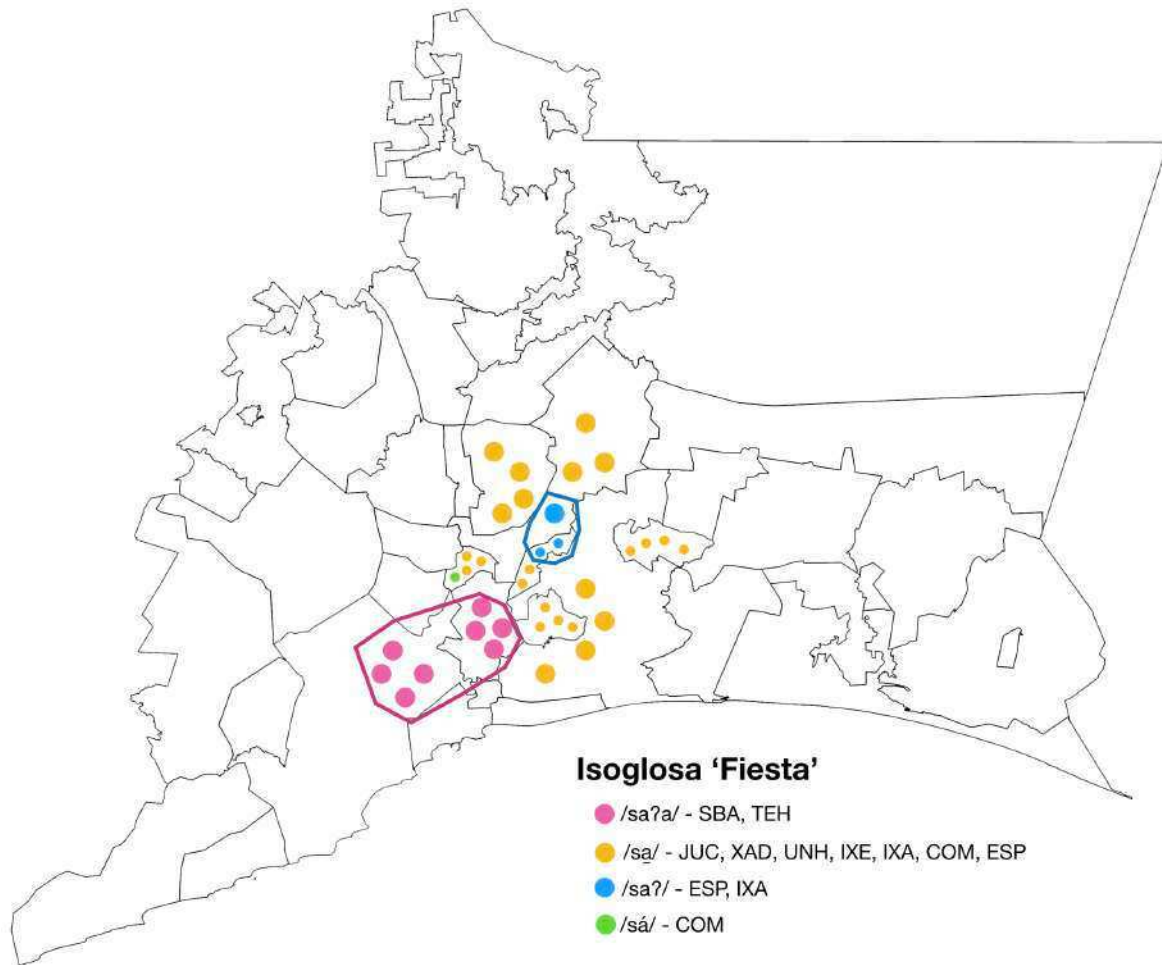 Isoglosa ‘Fiesta’
/saʔa/ - SBA, TEH
/sa̰/ - JUC, XAD, UNH, IXE, IXA, COM, ESP
/saʔ/ - ESP, IXA
/sá/ - COM